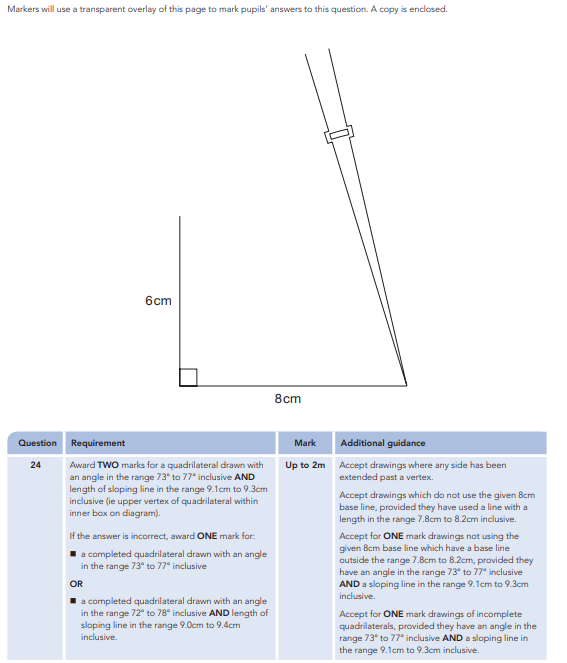 Markers will use a transparent overlay of this page to mark pupils' answers to this question. A copy is enclosed.
6cm
8cm
Question Requirement Mark Additional guidance
24
Award TWO marks for a quadrilateral drawn with
an angle in the range 73° to 77° inclusive AND
length of sloping line in the range 9.1cm to 9.3cm
inclusive (ie upper vertex of quadrilateral within
inner box on diagram).
If the answer is incorrect, award ONE mark for:
■ a completed quadrilateral drawn with an angle
in the range 73° to 77° inclusive
OR
■ a completed quadrilateral drawn with an angle
in the range 72° to 78° inclusive AND length of
sloping line in the range 9.0cm to 9.4cm
inclusive.
Up to 2m
Accept drawings where any side has been
extended past a vertex.
Accept drawings which do not use the given 8cm
base line, provided they have used a line with a
length in the range 7.8cm to 8.2cm inclusive.
Accept for ONE mark drawings not using the
given 8cm base line which have a base line
outside the range 7.8cm to 8.2cm, provided they
have an angle in the range 73° to 77° inclusive
AND a sloping line in the range 9.1cm to 9.3cm
inclusive.
Accept for ONE mark drawings of incomplete
quadrilaterals, provided they have an angle in the
range 73° to 77° inclusive AND a sloping line in
the range 9.1cm to 9.3cm inclusive.